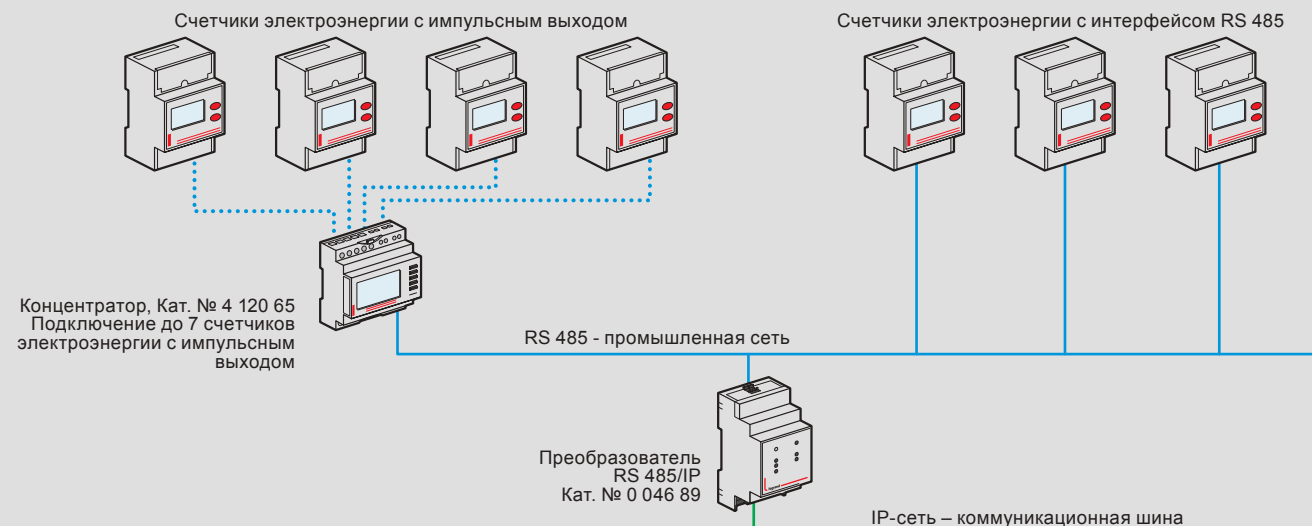 Счетчики электроэнергии с импульсным выходом
Счетчики электроэнергии с интерфейсом RS 485
Концентратор, Кат. № 4 120 65
Подключение до 7 счетчиков
электроэнергии с импульсным
выходом
RS 485 - промышленная сеть
Преобразователь
RS 485/IP
Кат. № 0 046 89
IP-сеть – коммуникационная шина